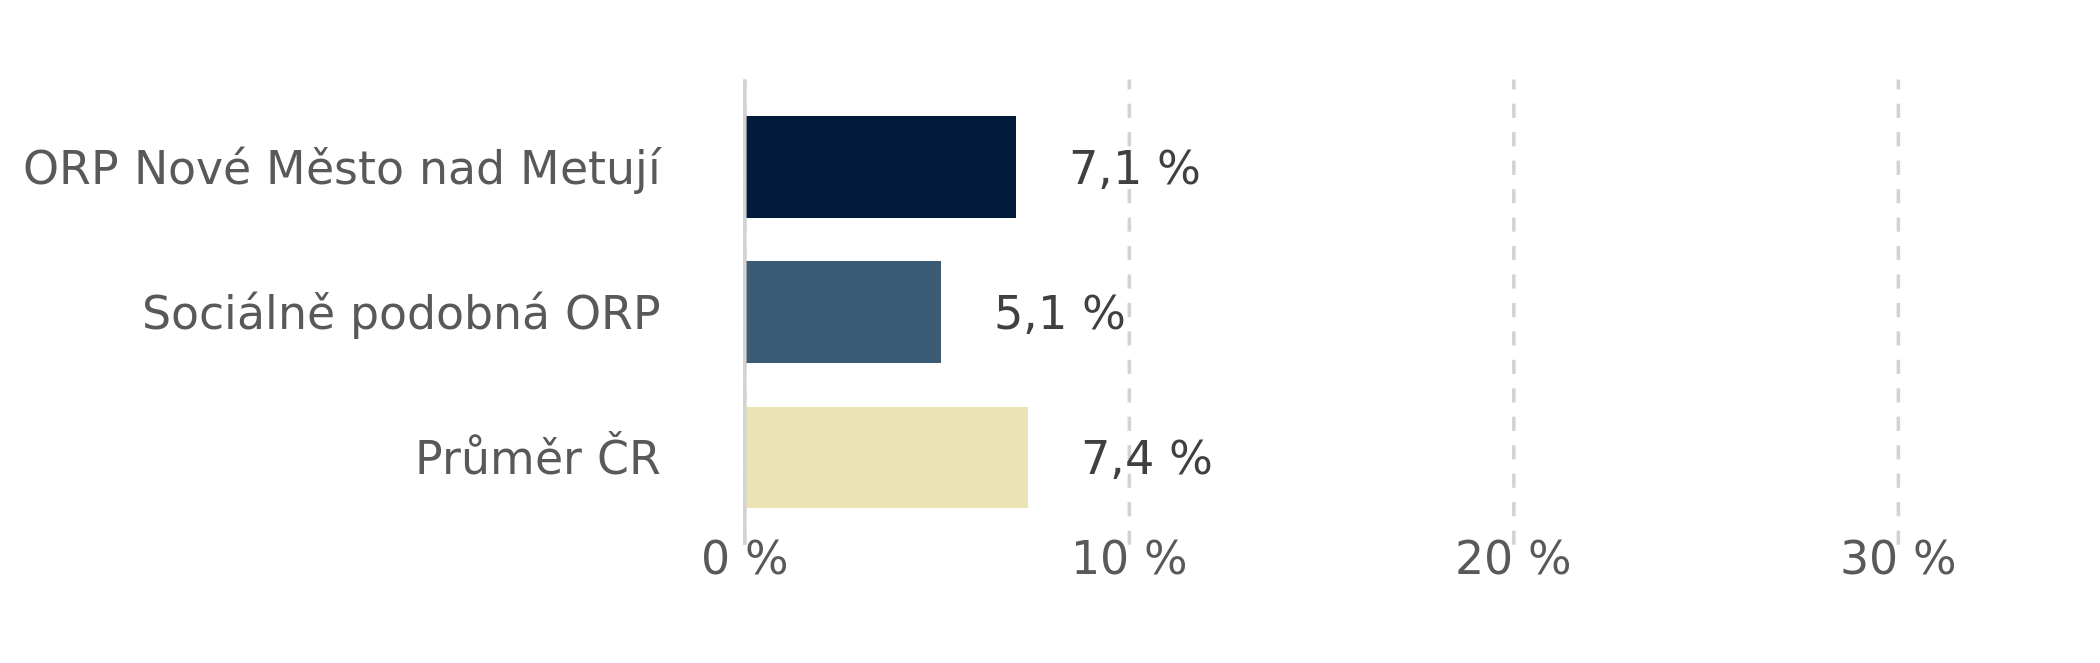 ORP Nové Město nad Metují 7,1 %
Sociálně podobná ORP 5,1 %
Průměr ČR 7,4 %
0 % 10 % 20 % 30 %